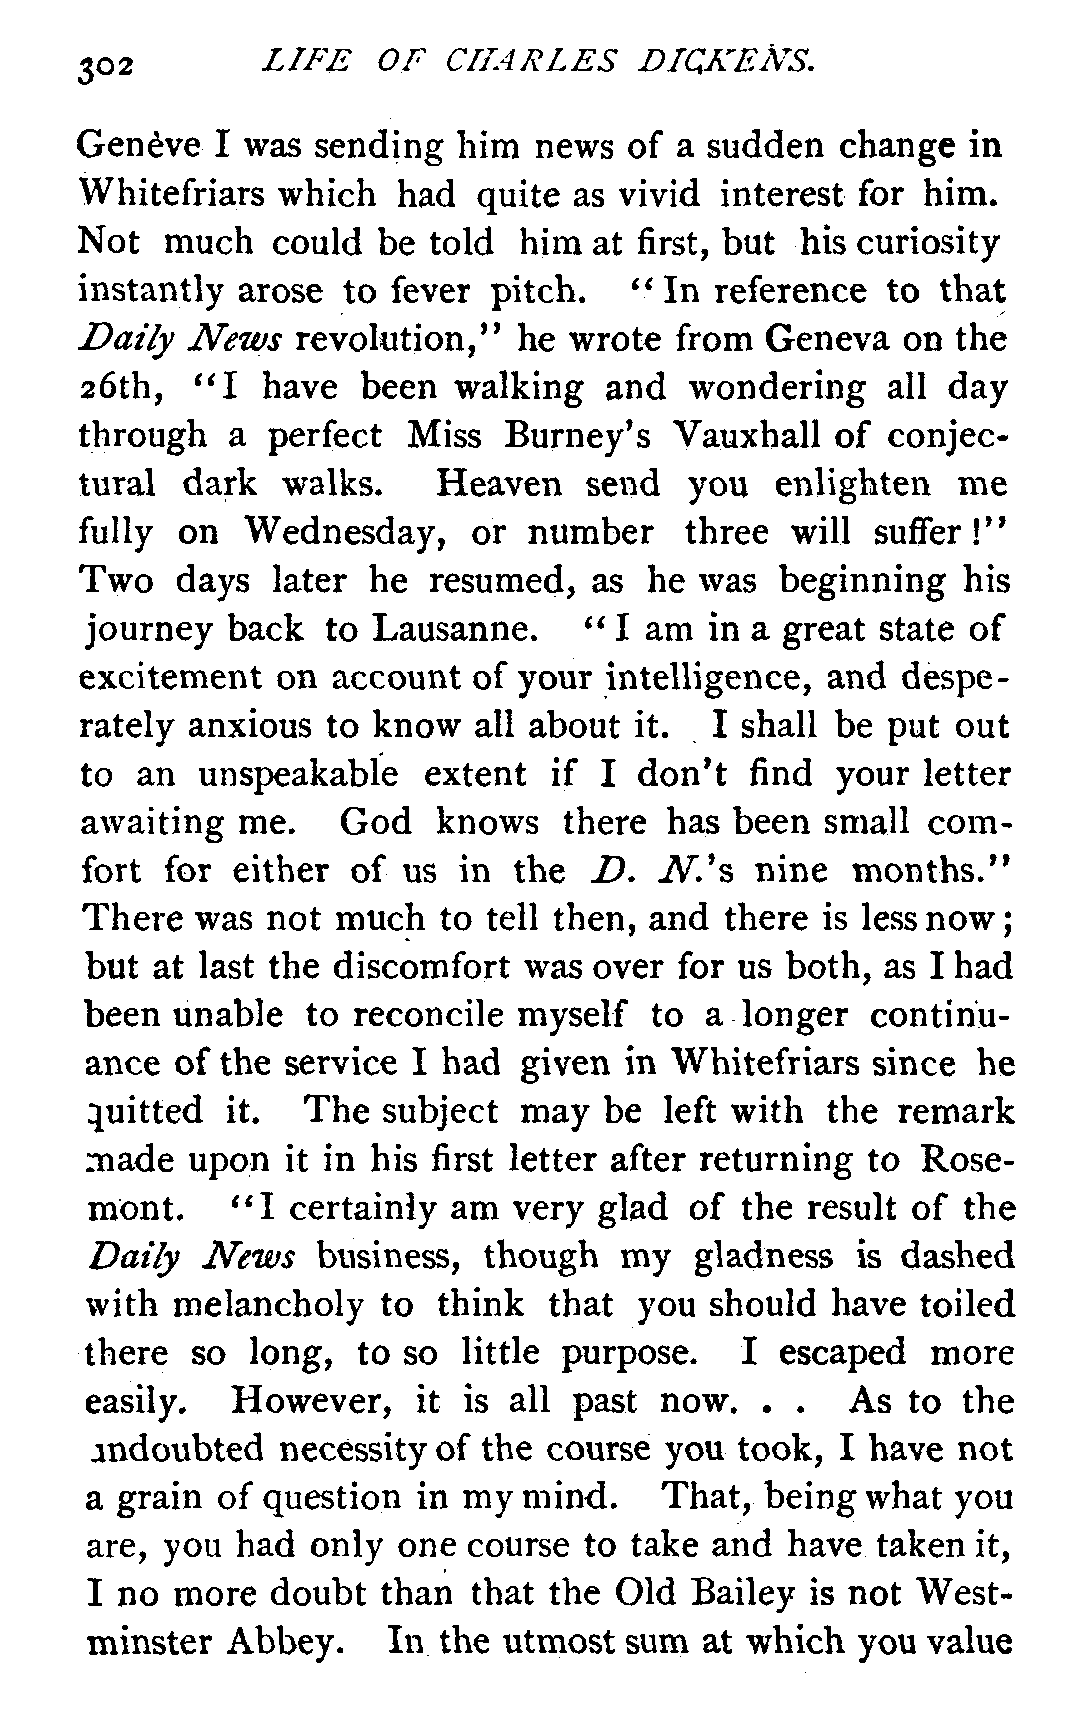 302 LIFE OF CHARLES DICKENS.
Genève I was sending him news of a sudden change in
Whitefriars which had quite as vivid interest for him.
Not much could be told him at first, but his curiosity
instantly arose to fever pitch. “In reference to that
Daily News revolution,” he wrote from Geneva on the
26th, “I have been walking and wondering all day
through a perfect Miss Burney’s Vauxhall of conjec-
tural dark walks. Heaven send you enlighten me
fully on Wednesday, or number three will suffer!”
Two days later he resumed, as he was beginning his
journey back to Lausanne. “I am in a great state of
excitement on account of your intelligence, and despe-
rately anxious to know all about it. I shall be put out
to an unspeakable extent if I don’t find your letter
awaiting me. God knows there has been small com-
fort for either of us in the D. N.’s nine months.”
There was not much to tell then, and there is less now;
but at last the discomfort was over for us both, as I had
been unable to reconcile myself to a longer continu-
ance of the service I had given in Whitefriars since he
quitted it. The subject may be left with the remark
made upon it in his first letter after returning to Rose-
mont. “I certainly am very glad of the result of the
Daily News business, though my gladness is dashed
with melancholy to think that you should have toiled
there so long, to so little purpose. I escaped more
easily. However, it is all past now. . . As to the
undoubted necessity of the course you took, I have not
a grain of question in my mind. That, being what you
are, you had only one course to take and have taken it,
I no more doubt than that the Old Bailey is not West-
minster Abbey. In the utmost sum at which you value